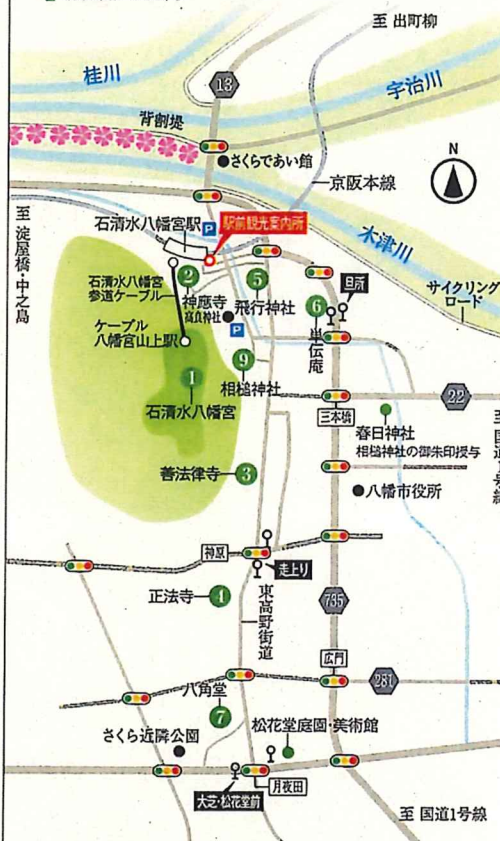 至 出町柳
桂川
13
宇治川
背割堤
さくらであい館
京阪本線
N
木津川
石清水八幡宮駅
P
駅前観光案内所
至 淀屋橋・中之島
石清水八幡宮
参道ケーブル
2
神應寺
高良神社
5
飛行神社
6
単伝庵
旦所
サイクリング
ロード
P
ケーブル
八幡宮山上駅
9
相槌神社
1
石清水八幡宮
22
三本橋
春日神社
相槌神社の御朱印授与
至 国道1号線
善法律寺
3
八幡市役所
神原
走上り
正法寺
4
東高野街道
735
広門
281
八角堂
7
さくら近隣公園
松花堂庭園・美術館
大芝・松花堂前
月夜田
至 国道1号線